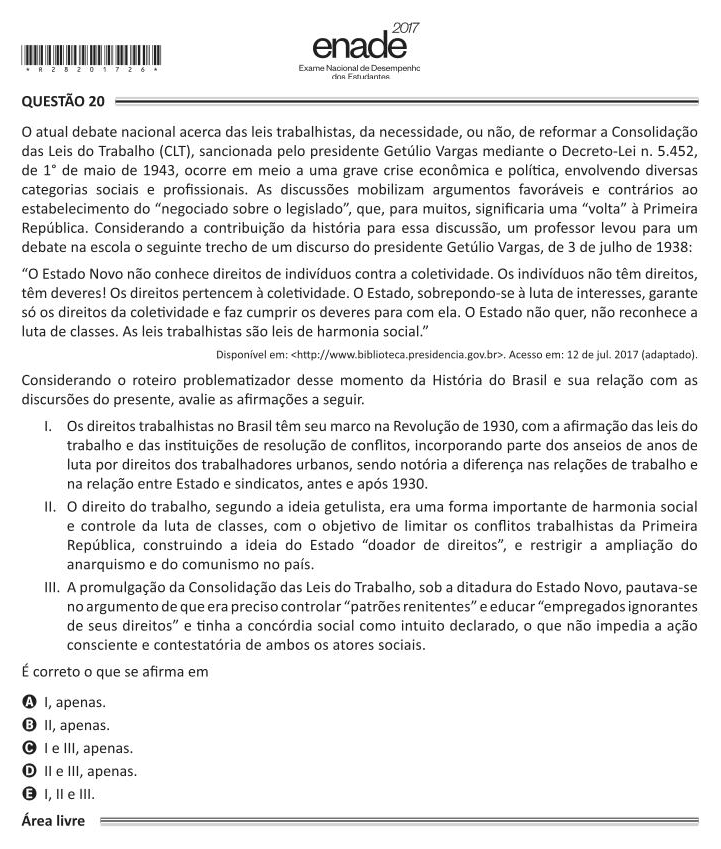 2017
enade
Exame Nacional de Desempenho
dos Estudantes
*R28201726*
QUESTÃO 20
O atual debate nacional acerca das leis trabalhistas, da necessidade, ou não, de reformar a Consolidação
das Leis do Trabalho (CLT), sancionada pelo presidente Getúlio Vargas mediante o Decreto-Lei n. 5.452,
de 1° de maio de 1943, ocorre em meio a uma grave crise econômica e política, envolvendo diversas
categorias sociais e profissionais. As discussões mobilizam argumentos favoráveis e contrários ao
estabelecimento do “negociado sobre o legislado”, que, para muitos, significaria uma “volta” à Primeira
República. Considerando a contribuição da história para essa discussão, um professor levou para um
debate na escola o seguinte trecho de um discurso do presidente Getúlio Vargas, de 3 de julho de 1938:
“O Estado Novo não conhece direitos de indivíduos contra a coletividade. Os indivíduos não têm direitos,
têm deveres! Os direitos pertencem à coletividade. O Estado, sobrepondo-se à luta de interesses, garante
só os direitos da coletividade e faz cumprir os deveres para com ela. O Estado não quer, não reconhece a
luta de classes. As leis trabalhistas são leis de harmonia social.”
Disponível em: <http://www.biblioteca.presidencia.gov.br>. Acesso em: 12 de jul. 2017 (adaptado).
Considerando o roteiro problematizador desse momento da História do Brasil e sua relação com as
discursões do presente, avalie as afirmações a seguir.
I. Os direitos trabalhistas no Brasil têm seu marco na Revolução de 1930, com a afirmação das leis do
trabalho e das instituições de resolução de conflitos, incorporando parte dos anseios de anos de
luta por direitos dos trabalhadores urbanos, sendo notória a diferença nas relações de trabalho e
na relação entre Estado e sindicatos, antes e após 1930.
II. O direito do trabalho, segundo a ideia getulista, era uma forma importante de harmonia social
e controle da luta de classes, com o objetivo de limitar os conflitos trabalhistas da Primeira
República, construindo a ideia do Estado “doador de direitos”, e restrigir a ampliação do
anarquismo e do comunismo no país.
III. A promulgação da Consolidação das Leis do Trabalho, sob a ditadura do Estado Novo, pautava-se
no argumento de que era preciso controlar “patrões renitentes” e educar “empregados ignorantes
de seus direitos” e tinha a concórdia social como intuito declarado, o que não impedia a ação
consciente e contestatória de ambos os atores sociais.
É correto o que se afirma em
A I, apenas.
B II, apenas.
C I e III, apenas.
D II e III, apenas.
E I, II e III.
Área livre